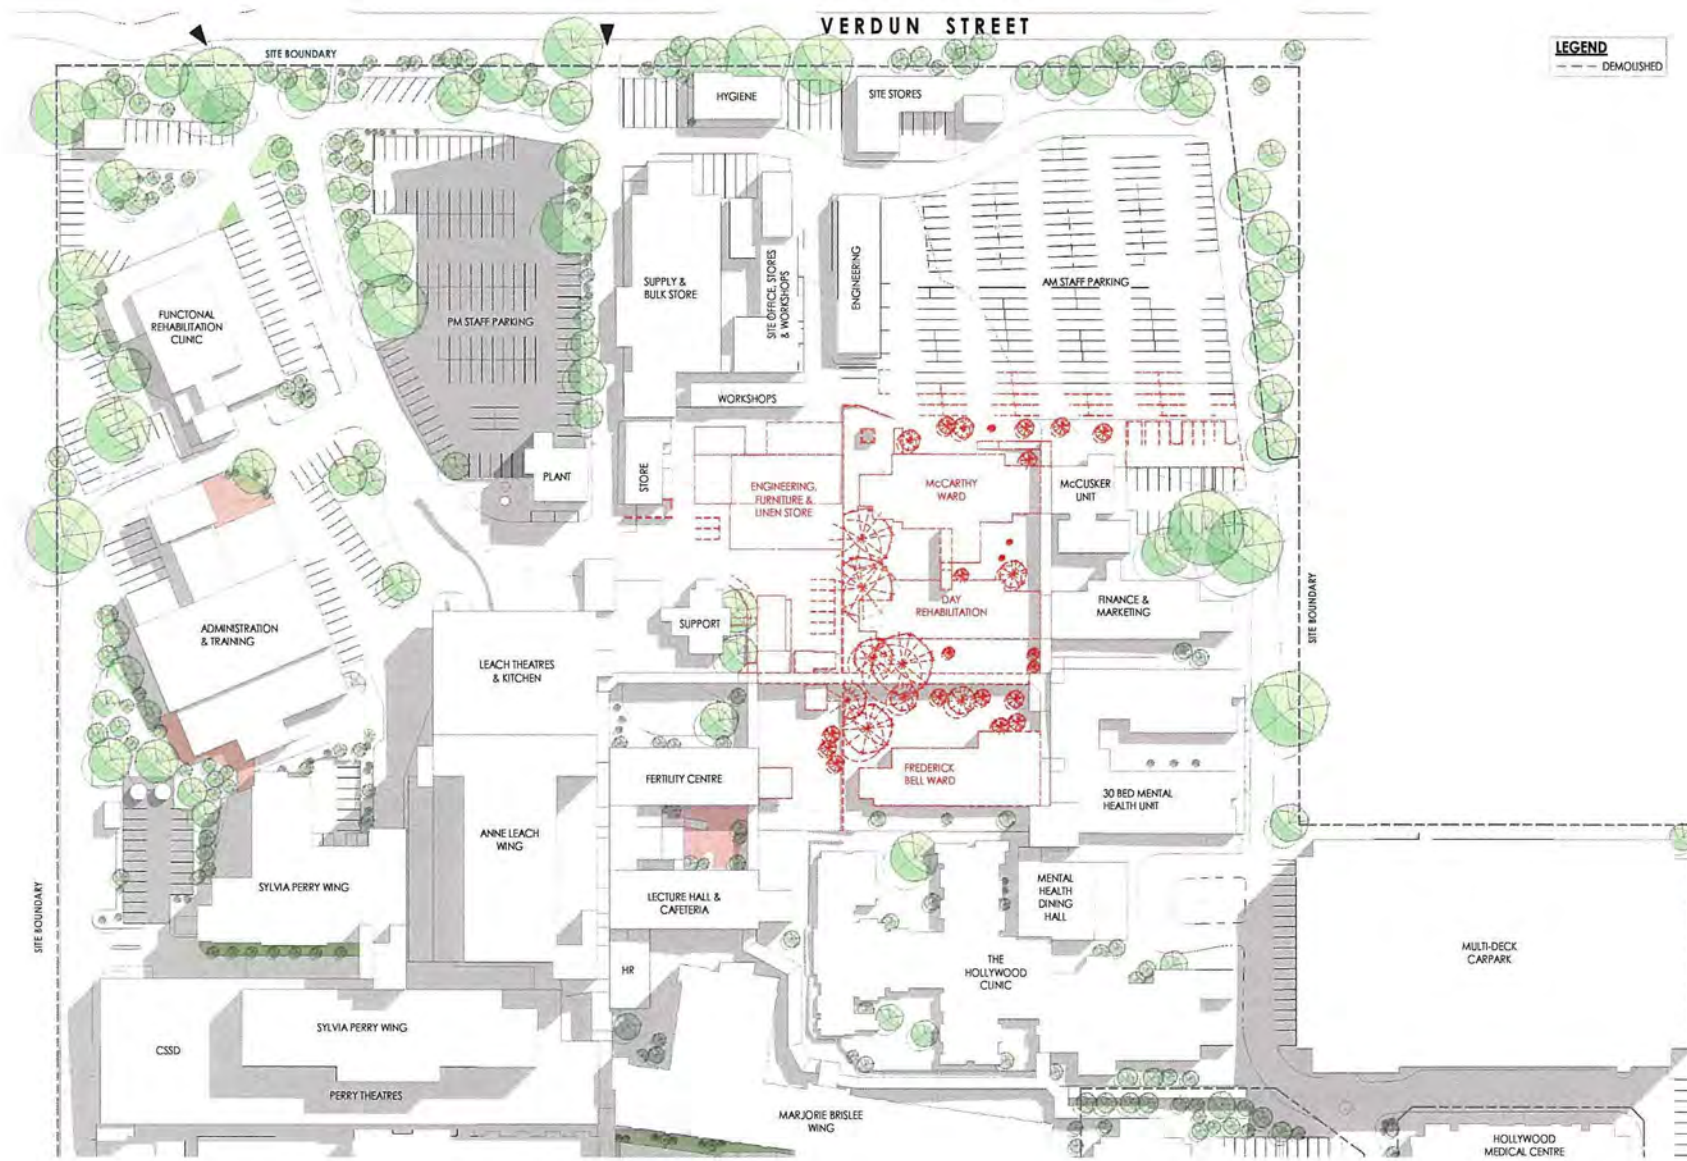 VERDUN STREET
SITE BOUNDARY
LEGEND
DEMOLISHED
HYGIENE
SITE STORES
SUPPLY &
BULK STORE
SITE OFFICE, STORES
& WORKSHOPS
ENGINEERING
AM STAFF PARKING
FUNCTONAL
REHABILITATION
CLINIC
PM STAFF PARKING
WORKSHOPS
PLANT
STORE
ENGINEERING,
FURNITURE &
LINEN STORE
McCARTHY
WARD
McCUSKER
UNIT
ADMINISTRATION
& TRAINING
LEACH THEATRES
& KITCHEN
SUPPORT
DAY
REHABILITATION
FINANCE &
MARKETING
SITE BOUNDARY
FERTILITY CENTRE
FREDERICK
BELL WARD
30 BED MENTAL
HEALTH UNIT
ANNE LEACH
WING
SYLVIA PERRY WING
LECTURE HALL &
CAFETERIA
MENTAL
HEALTH
DINING
HALL
SITE BOUNDARY
HR
THE
HOLLYWOOD
CLINIC
MULTI-DECK
CARPARK
CSSD
SYLVIA PERRY WING
PERRY THEATRES
MARJORIE BRISLEE
WING
HOLLYWOOD
MEDICAL CENTRE